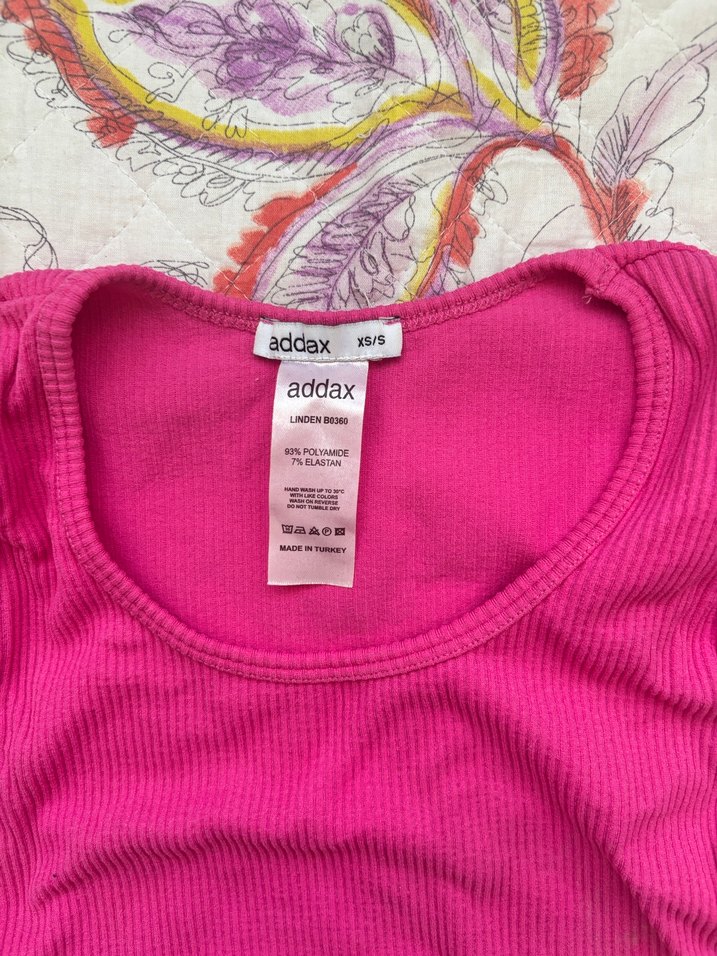 addax XS/S
addax
LINDEN B0360
93% POLYAMIDE
7% ELASTAN
HAND WASH UP TO 30°C
WITH LIKE COLORS
WASH ON REVERSE
DO NOT TUMBLE DRY
MADE IN TURKEY